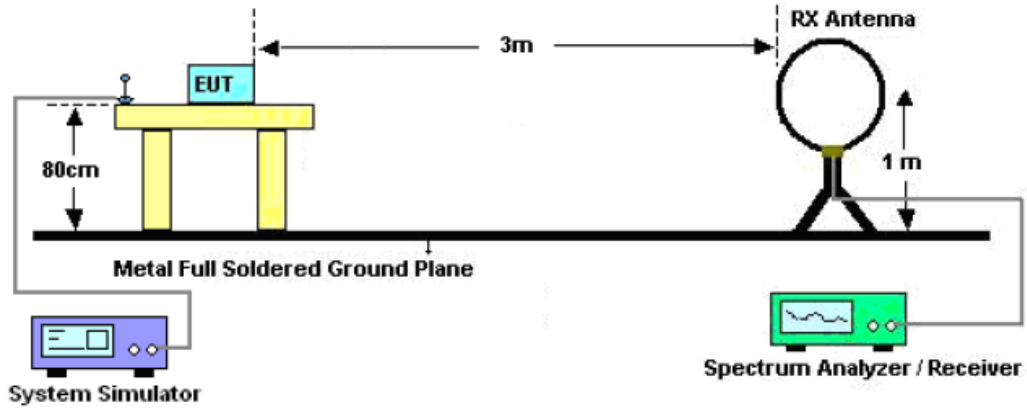 RX Antenna
3m
EUT
80cm
1 m
Metal Full Soldered Ground Plane
Spectrum Analyzer / Receiver
System Simulator